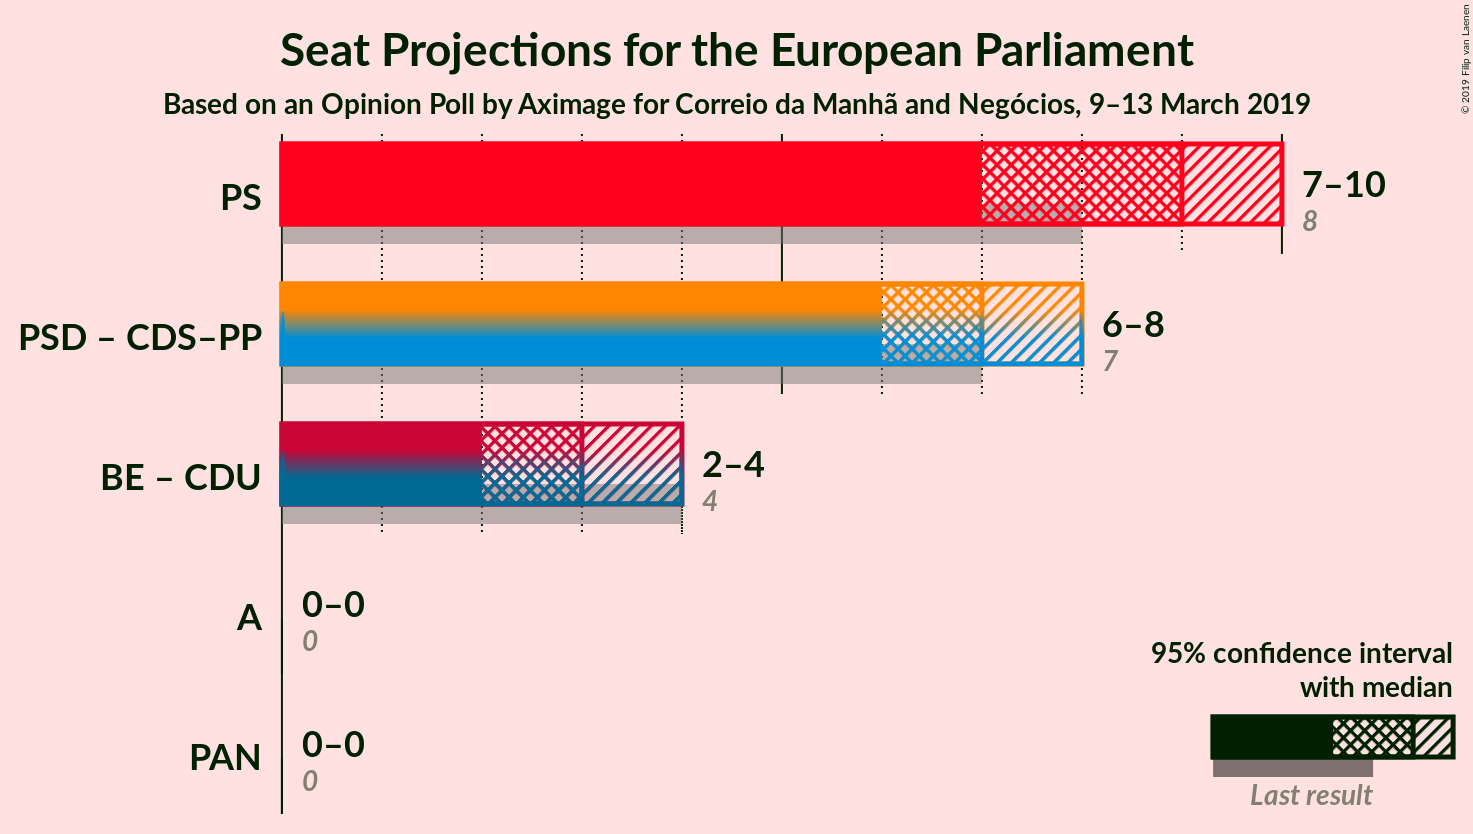 Seat Projections for the European Parliament
Based on an Opinion Poll by Aximage for Correio da Manhã and Negócios, 9–13 March 2019
© 2019 Filip van Laenen
PS
7–10
8
PSD – CDS–PP
6–8
7
BE – CDU
2–4
4
A
0–0
0
PAN
0–0
0
95% confidence interval
with median
Last result